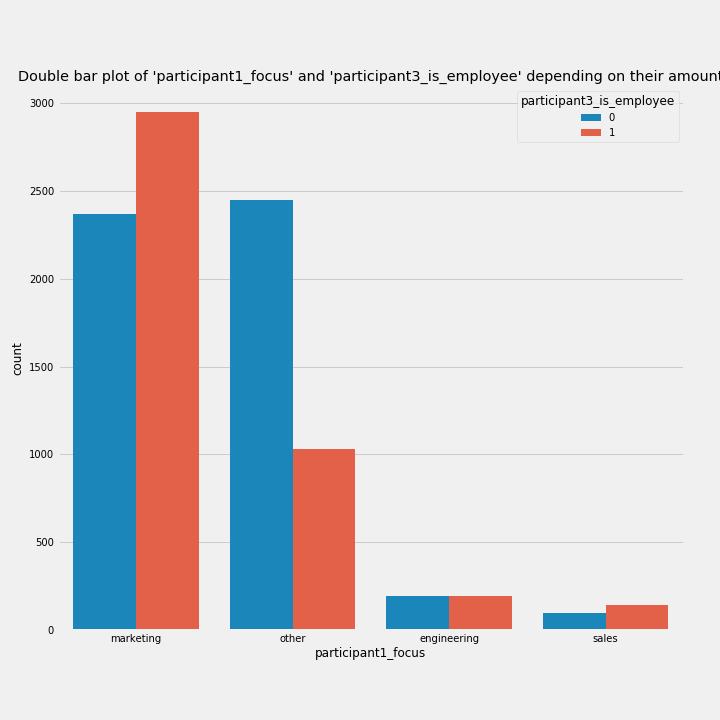 Double bar plot of 'participant1_focus' and 'participant3_is_employee' depending on their amount
participant3_is_employee
0
1
3000
2500
2000
1500
1000
500
0
count
marketing other engineering sales
participant1_focus